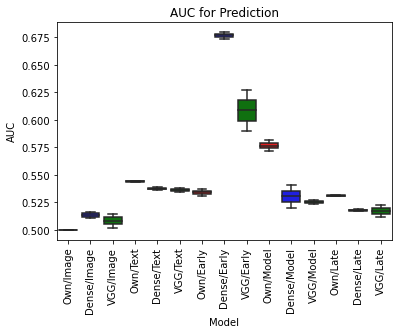 AUC for Prediction
AUC
0.675
0.650
0.625
0.600
0.575
0.550
0.525
0.500
Own/Image
Dense/Image
VGG/Image
Own/Text
Dense/Text
VGG/Text
Own/Early
Dense/Early
VGG/Early
Own/Model
Dense/Model
VGG/Model
Own/Late
Dense/Late
VGG/Late
Model